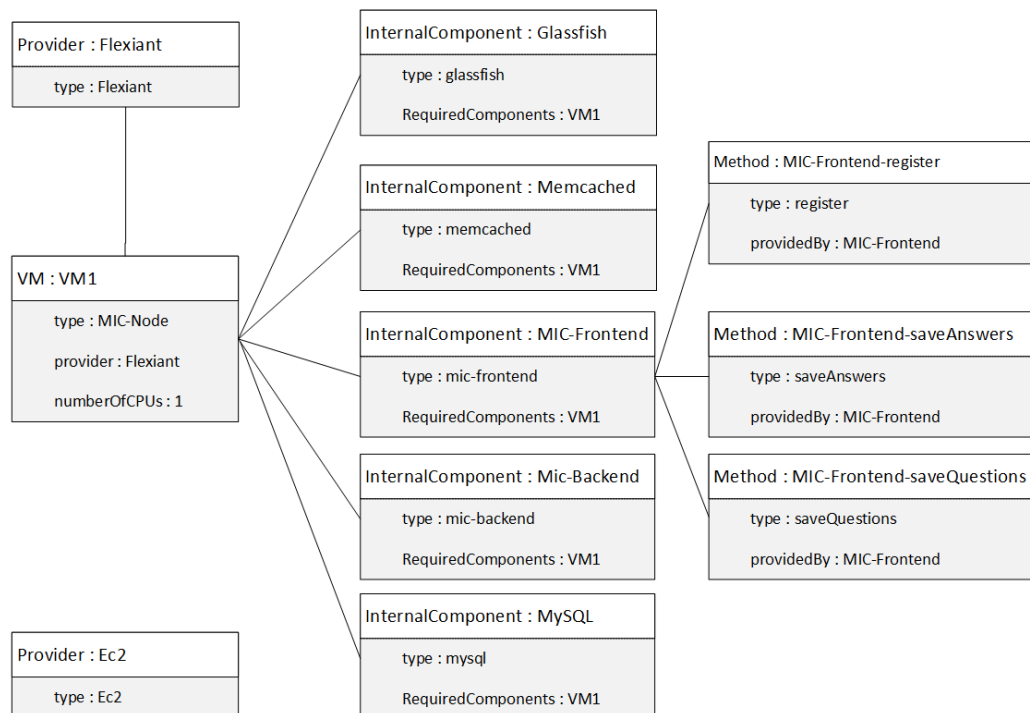 Provider : Flexiant
type : Flexiant
VM : VM1
type : MIC-Node
provider : Flexiant
numberOfCPUs : 1
Provider : Ec2
type : Ec2
InternalComponent : Glassfish
type : glassfish
RequiredComponents : VM1
InternalComponent : Memcached
type : memcached
RequiredComponents : VM1
InternalComponent : MIC-Frontend
type : mic-frontend
RequiredComponents : VM1
InternalComponent : Mic-Backend
type : mic-backend
RequiredComponents : VM1
InternalComponent : MySQL
type : mysql
RequiredComponents : VM1
Method : MIC-Frontend-register
type : register
providedBy : MIC-Frontend
Method : MIC-Frontend-saveAnswers
type : saveAnswers
providedBy : MIC-Frontend
Method : MIC-Frontend-saveQuestions
type : saveQuestions
providedBy : MIC-Frontend